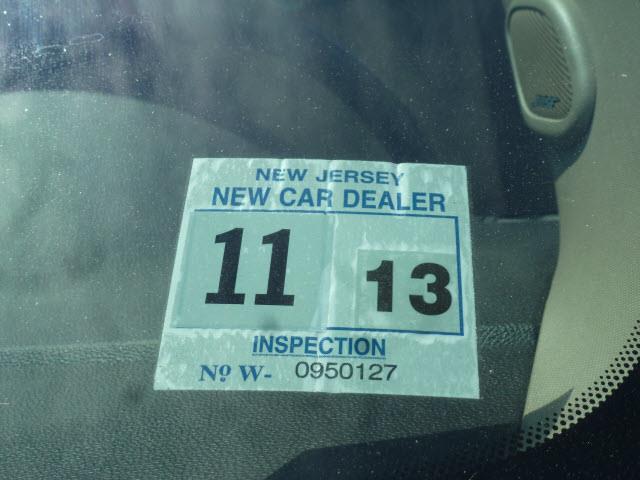 NEW JERSEY
NEW CAR DEALER
11 13
INSPECTION
Nº W- 0950127